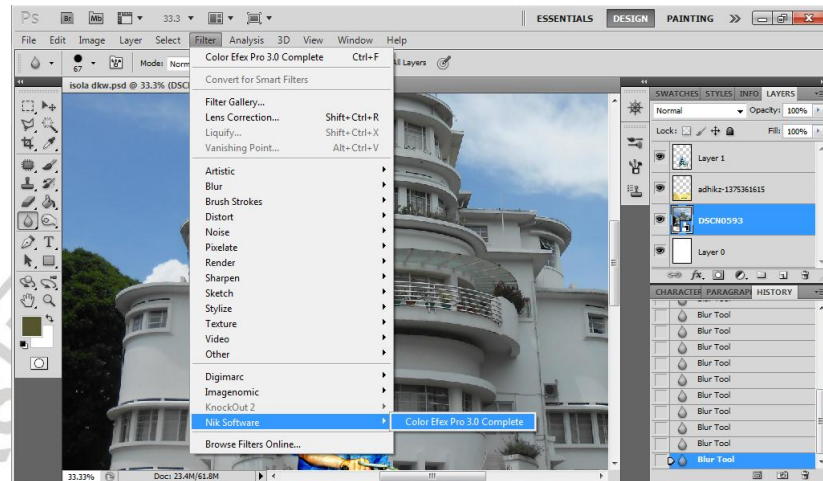 Ps Br Mb 33.3 ESSENTIALS DESIGN PAINTING
File Edit Image Layer Select Filter Analysis 3D View Window Help
67 Mode: Norm All Layers
isola dkw.psd @ 33.3% (DSC
Color Efex Pro 3.0 Complete Ctrl+F
Convert for Smart Filters
Filter Gallery...
Lens Correction... Shift+Ctrl+R
Liquify... Shift+Ctrl+X
Vanishing Point... Alt+Ctrl+V
Artistic
Blur
Brush Strokes
Distort
Noise
Pixelate
Render
Sharpen
Sketch
Stylize
Texture
Video
Other
Digimarc
Imagenomic
KnockOut 2
Nik Software
Color Efex Pro 3.0 Complete
Browse Filters Online...
33.33% Doc: 23.4M/61.8M
SWATCHES STYLES INFO LAYERS
Normal Opacity: 100%
Lock: Fill: 100%
Layer 1
adhikz-1375361615
DSCN0593
Layer 0
fx.
CHARACTER PARAGRAPH HISTORY
Blur Tool
Blur Tool
Blur Tool
Blur Tool
Blur Tool
Blur Tool
Blur Tool
Blur Tool